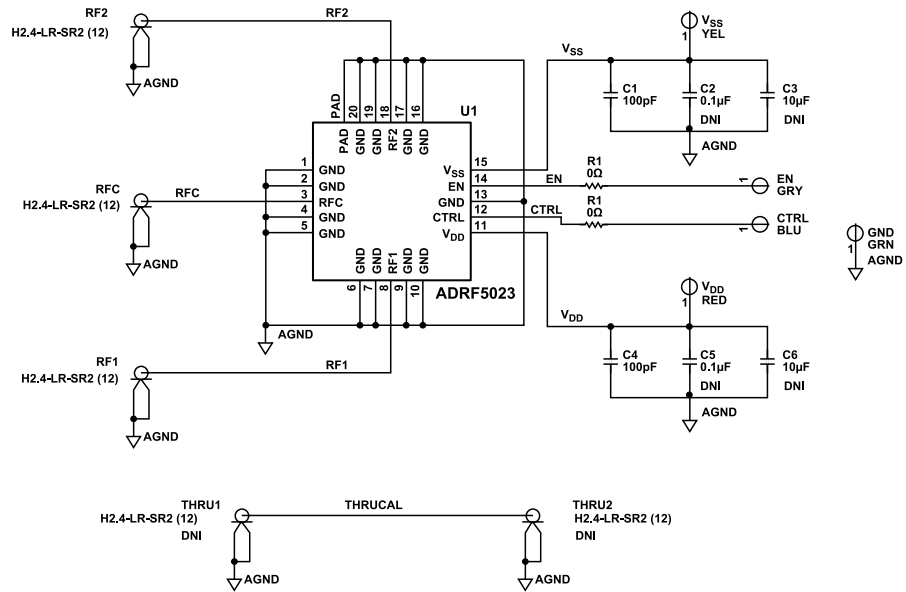 RF2
H2.4-LR-SR2 (12)
AGND
RF2
U1
PAD
20
19
18
17
16
PAD
GND
GND
RF2
GND
GND
1
2
3
4
5
GND
GND
RFC
GND
GND
VSS
EN
GND
CTRL
VDD
15
14
13
12
11
GND
GND
RF1
GND
GND
6
7
8
9
10
ADRF5023
AGND
RFC
H2.4-LR-SR2 (12)
RFC
AGND
RF1
H2.4-LR-SR2 (12)
RF1
AGND
VSS
YEL
1
VSS
C1
100pF
C2
0.1µF
DNI
C3
10µF
DNI
AGND
EN
R1
0Ω
1
EN
GRY
CTRL
R1
0Ω
1
CTRL
BLU
GND
GRN
1
AGND
VDD
RED
1
VDD
C4
100pF
C5
0.1µF
DNI
C6
10µF
DNI
AGND
THRU1
H2.4-LR-SR2 (12)
DNI
AGND
THRUCAL
THRU2
H2.4-LR-SR2 (12)
DNI
AGND